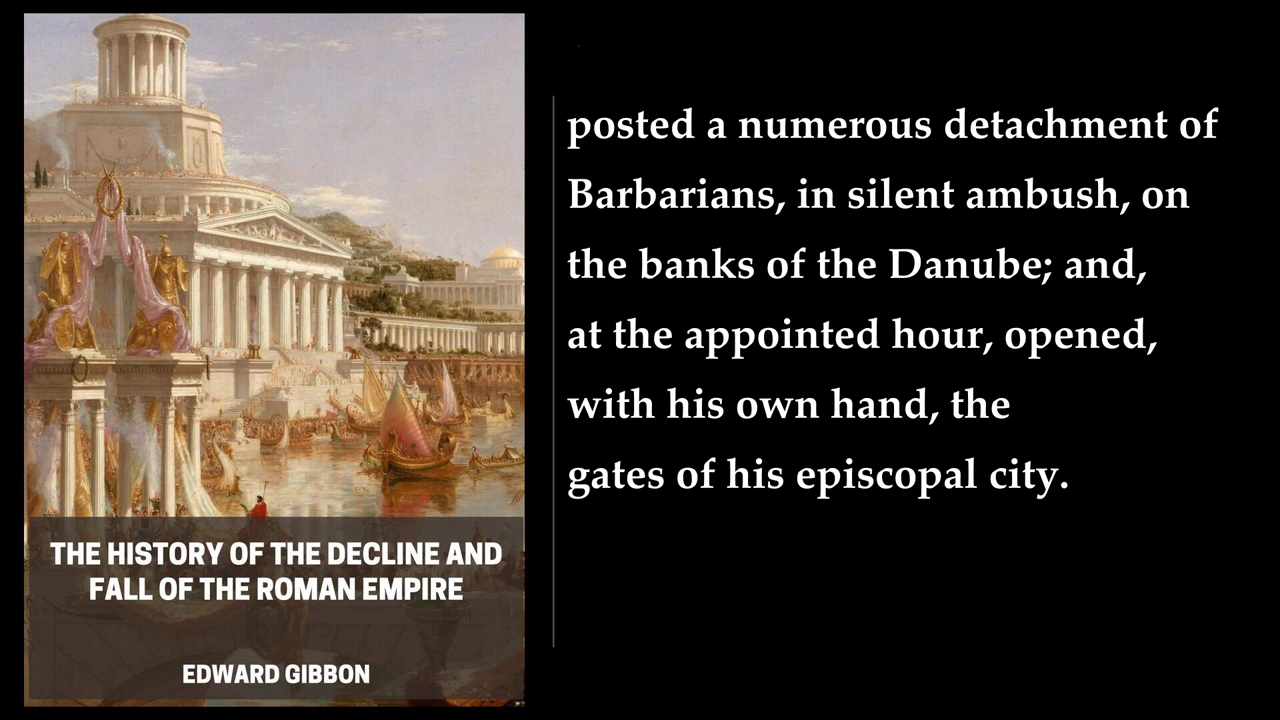 THE HISTORY OF THE DECLINE AND
FALL OF THE ROMAN EMPIRE
EDWARD GIBBON
posted a numerous detachment of
Barbarians, in silent ambush, on
the banks of the Danube; and,
at the appointed hour, opened,
with his own hand, the
gates of his episcopal city.